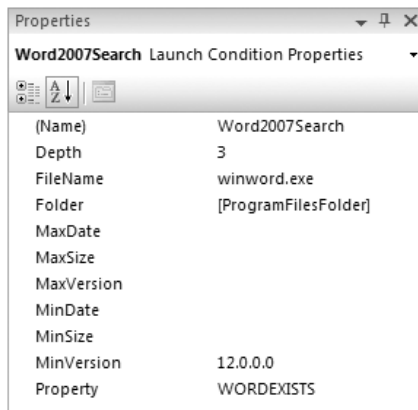 Properties
Word2007Search Launch Condition Properties
(Name) Word2007Search
Depth 3
FileName winword.exe
Folder [ProgramFilesFolder]
MaxDate
MaxSize
MaxVersion
MinDate
MinSize
MinVersion 12.0.0.0
Property WORDEXISTS